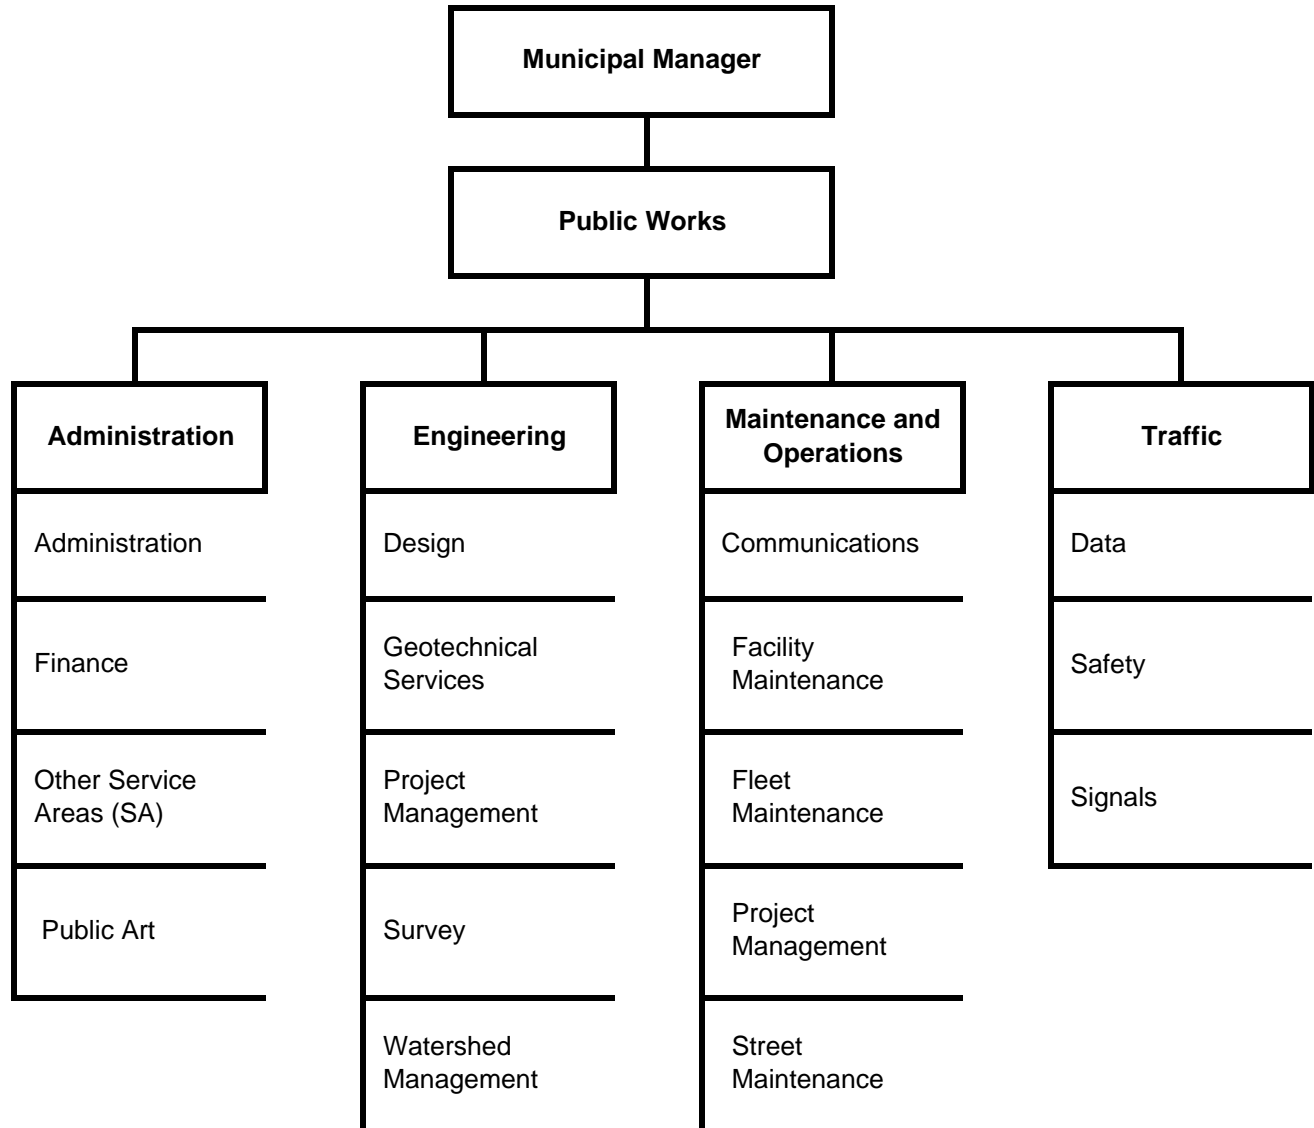 Municipal Manager
Public Works
Administration
Engineering
Maintenance and
Operations
Traffic
Administration
Finance
Other Service
Areas (SA)
Public Art
Design
Geotechnical
Services
Project
Management
Survey
Watershed
Management
Communications
Facility
Maintenance
Fleet
Maintenance
Project
Management
Street
Maintenance
Data
Safety
Signals